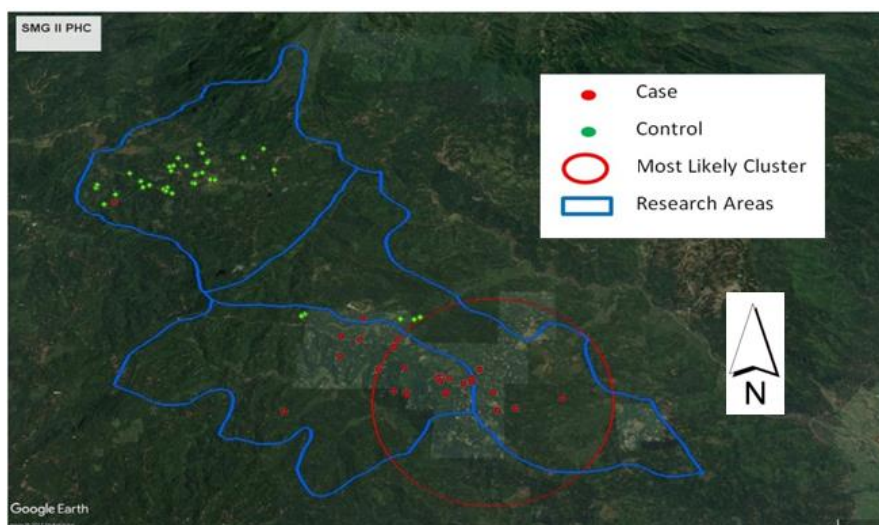 SMG II PHC
Case
Control
Most Likely Cluster
Research Areas
N
Google Earth